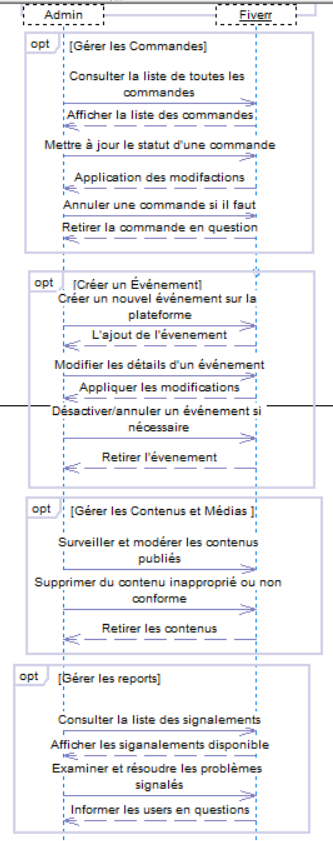 Admin
Fiverr
opt
[Gérer les Commandes]
Consulter la liste de toutes les
commandes
Afficher la liste des commandes
Mettre à jour le statut d'une commande
Application des modifactions
Annuler une commande si il faut
Retirer la commande en question
opt
[Créer un Événement]
Créer un nouvel événement sur la
plateforme
L'ajout de l'évenement
Modifier les détails d'un événement
Appliquer les modifications
Désactiver/annuler un événement si
nécessaire
Retirer l'évenement
opt
[Gérer les Contenus et Médias ]
Surveiller et modérer les contenus
publiés
Supprimer du contenu inapproprié ou non
conforme
Retirer les contenus
opt
[Gérer les reports]
Consulter la liste des signalements
Afficher les siganalements disponible
Examiner et résoudre les problèmes
signalés
Informer les users en questions